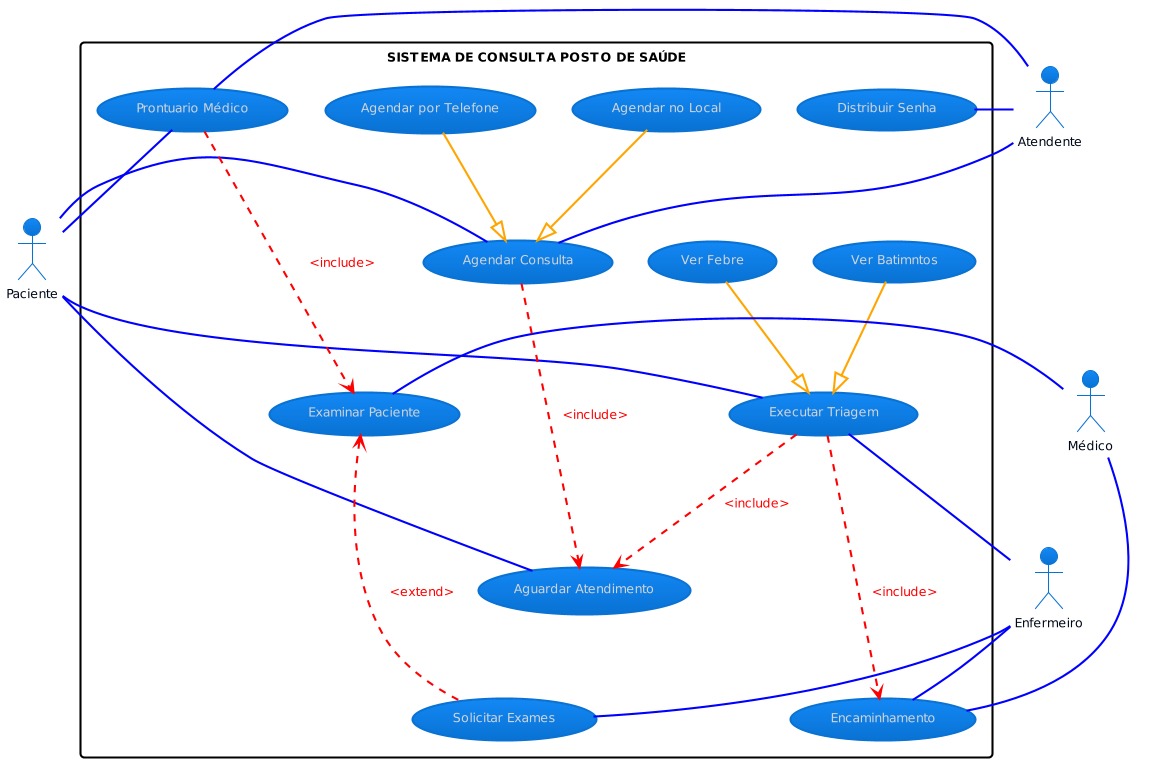 SISTEMA DE CONSULTA POSTO DE SAÚDE
Prontuario Médico
Agendar por Telefone
Agendar no Local
Distribuir Senha
Atendente
Agendar Consulta
Ver Febre
Ver Batimntos
<include>
Paciente
Examinar Paciente
<include>
Executar Triagem
Médico
<include>
Aguardar Atendimento
<extend>
<include>
Enfermeiro
Solicitar Exames
Encaminhamento